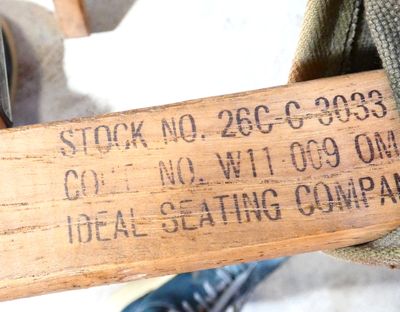 STOCK NO. 26C-C-3033
CONT NO. W11 009 OM
IDEAL SEATING COMPAN